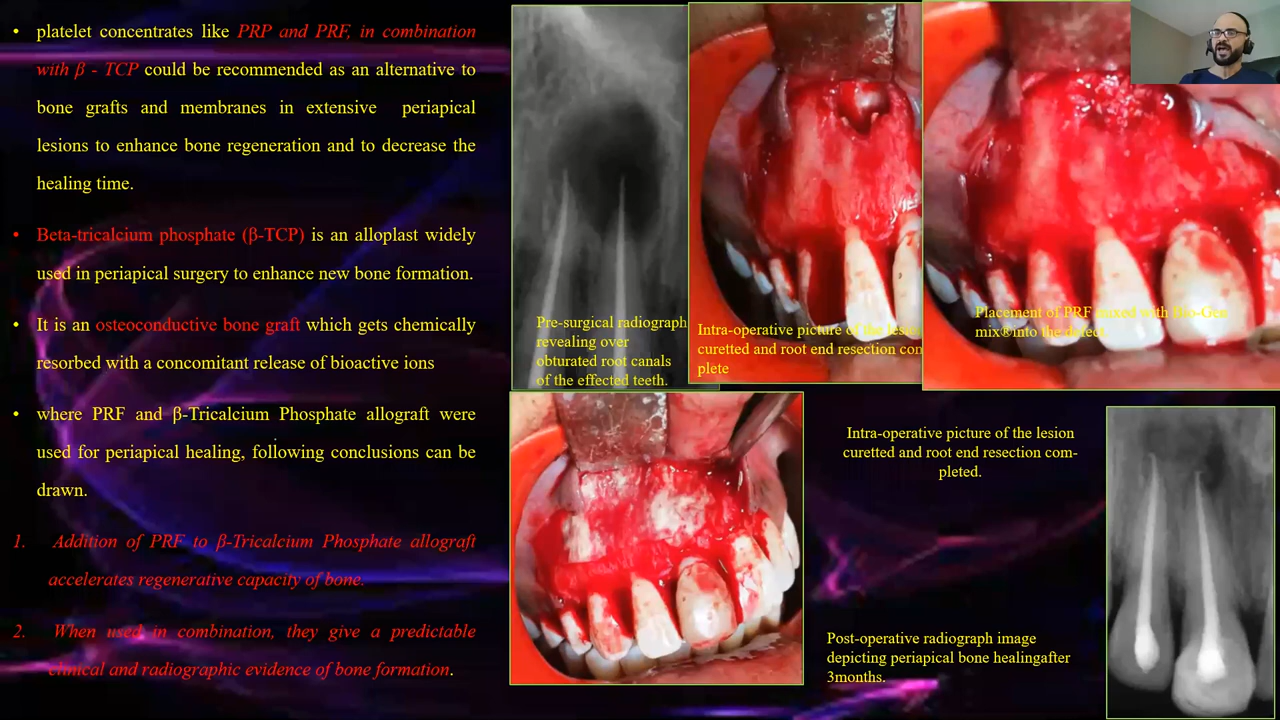 • platelet concentrates like PRP and PRF, in combination
with β - TCP could be recommended as an alternative to
bone grafts and membranes in extensive periapical
lesions to enhance bone regeneration and to decrease the
healing time.
• Beta-tricalcium phosphate (β-TCP) is an alloplast widely
used in periapical surgery to enhance new bone formation.
• It is an osteoconductive bone graft which gets chemically
resorbed with a concomitant release of bioactive ions
• where PRF and β-Tricalcium Phosphate allograft were
used for periapical healing, following conclusions can be
drawn.
1. Addition of PRF to β-Tricalcium Phosphate allograft
accelerates regenerative capacity of bone.
2. When used in combination, they give a predictable
clinical and radiographic evidence of bone formation.
Pre-surgical radiograph
revealing over
obturated root canals
of the effected teeth.
Intra-operative picture of the lesion
curetted and root end resection com
plete
Placement of PRF mixed with Bio-Gen
mix®into the defect
Intra-operative picture of the lesion
curetted and root end resection com-
pleted.
Post-operative radiograph image
depicting periapical bone healingafter
3months.